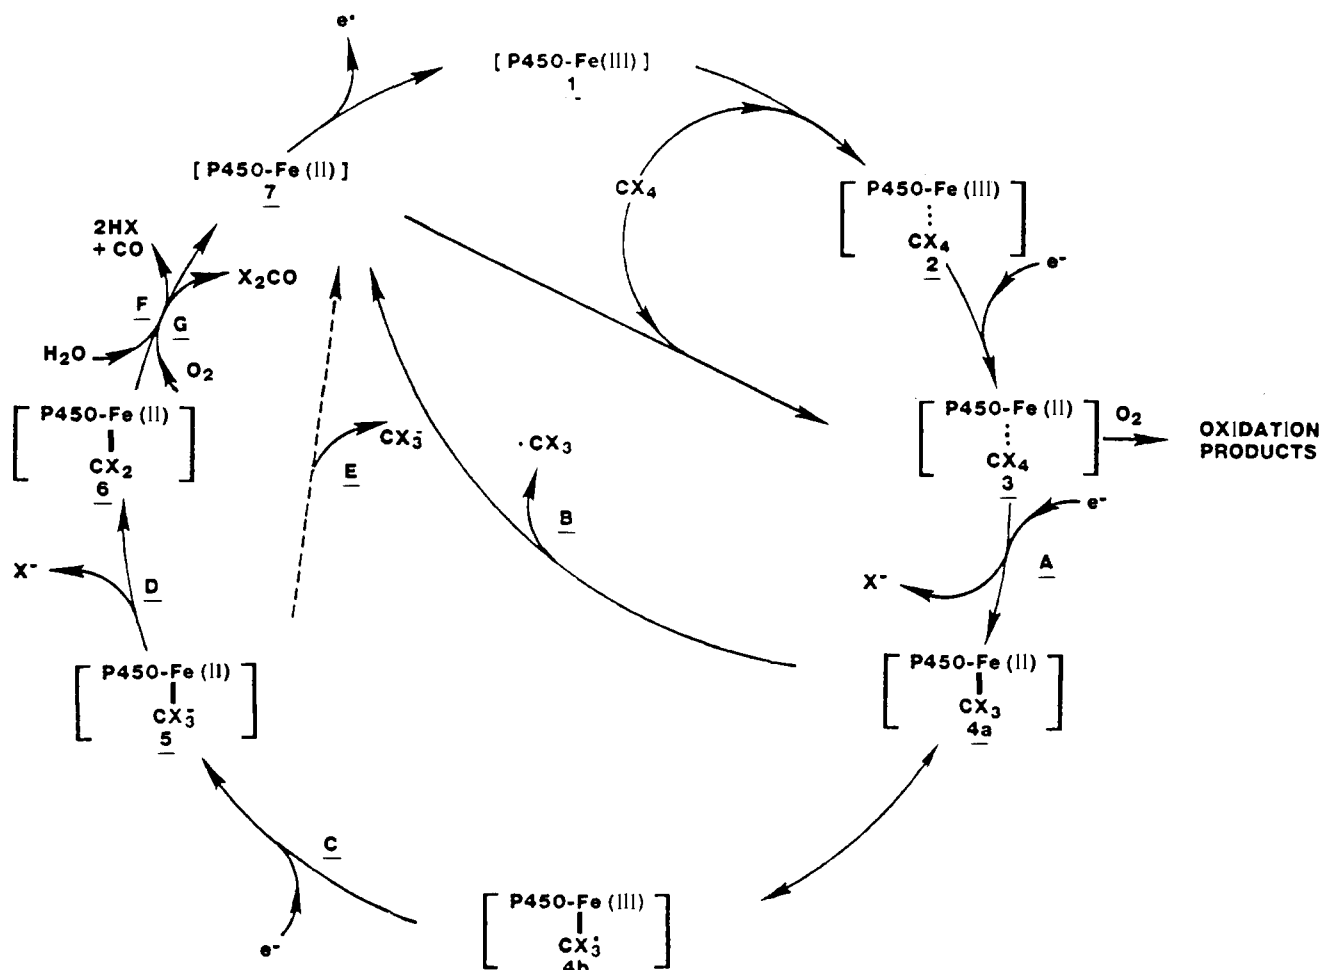 e-
[P450-Fe(III)]
1
[P450-Fe(II)]
7
CX4
P450-Fe(III)
CX4
2
e-
2HX
+ CO
X2CO
F
G
H2O
O2
P450-Fe(II)
CX2
6
CX3-
E
·CX3
B
P450-Fe(II)
CX4
3
O2
OXIDATION
PRODUCTS
e-
A
X-
X-
D
P450-Fe(II)
CX3-
5
P450-Fe(II)
CX3
4a
C
e-
P450-Fe(III)
CX3·
4b